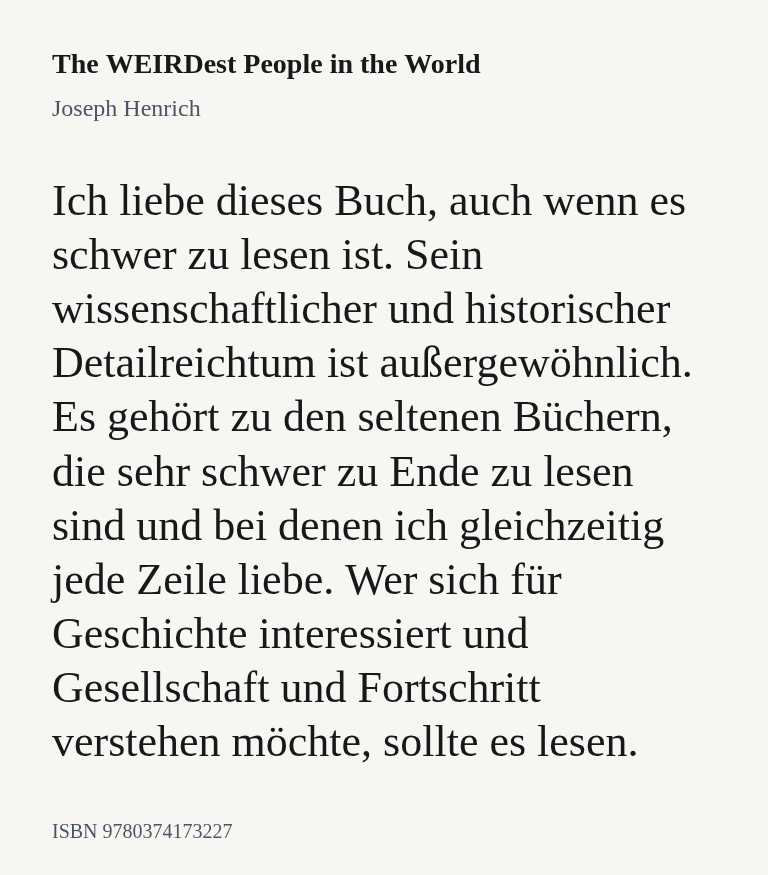 The WEIRDest People in the World
Joseph Henrich
Ich liebe dieses Buch, auch wenn es
schwer zu lesen ist. Sein
wissenschaftlicher und historischer
Detailreichtum ist außergewöhnlich.
Es gehört zu den seltenen Büchern,
die sehr schwer zu Ende zu lesen
sind und bei denen ich gleichzeitig
jede Zeile liebe. Wer sich für
Geschichte interessiert und
Gesellschaft und Fortschritt
verstehen möchte, sollte es lesen.
ISBN 9780374173227